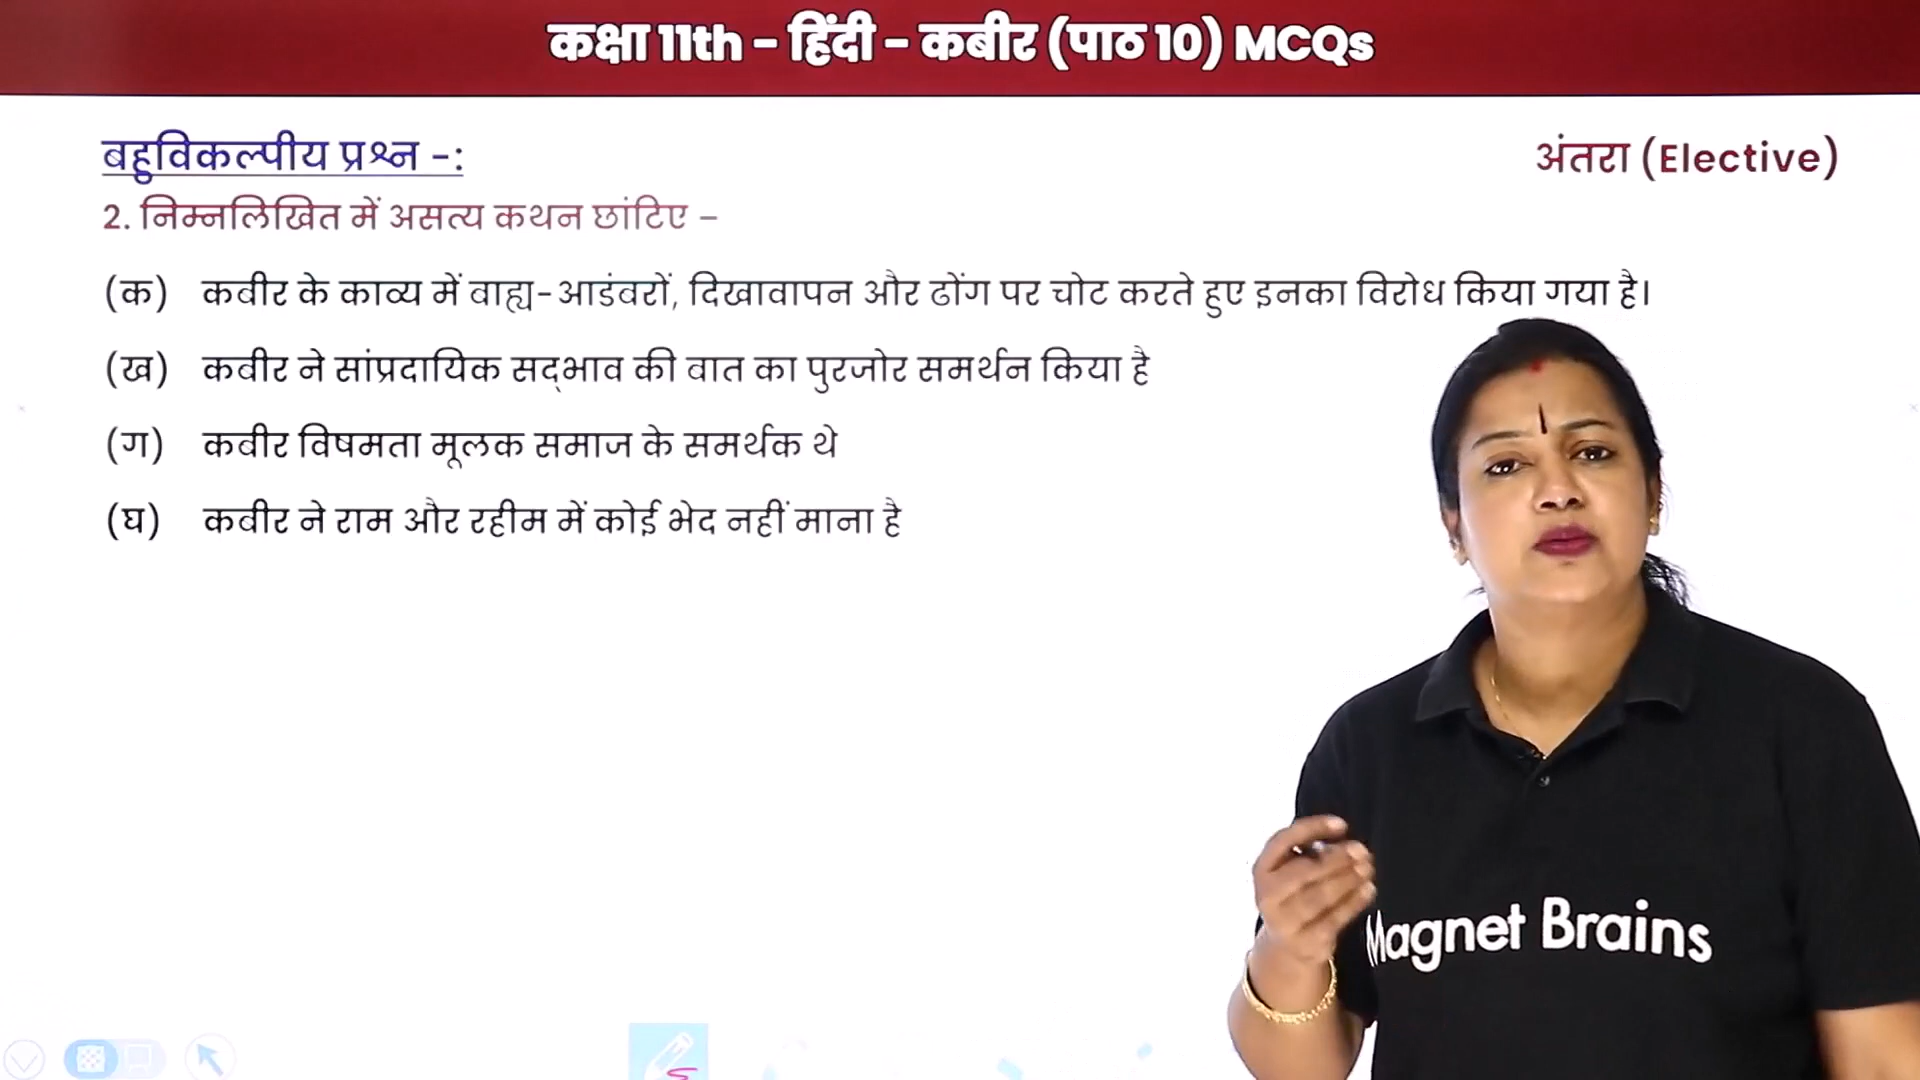 कक्षा 11th - हिंदी - कबीर (पाठ 10) MCQs
बहुविकल्पीय प्रश्न -:
अंतरा (Elective)
2. निम्नलिखित में असत्य कथन छांटिए –
(क) कबीर के काव्य में बाह्य-आडंबरों, दिखावापन और ढोंग पर चोट करते हुए इनका विरोध किया गया है।
(ख) कबीर ने सांप्रदायिक सद्भाव की बात का पुरजोर समर्थन किया है
(ग) कबीर विषमता मूलक समाज के समर्थक थे
(घ) कबीर ने राम और रहीम में कोई भेद नहीं माना है
Magnet Brains